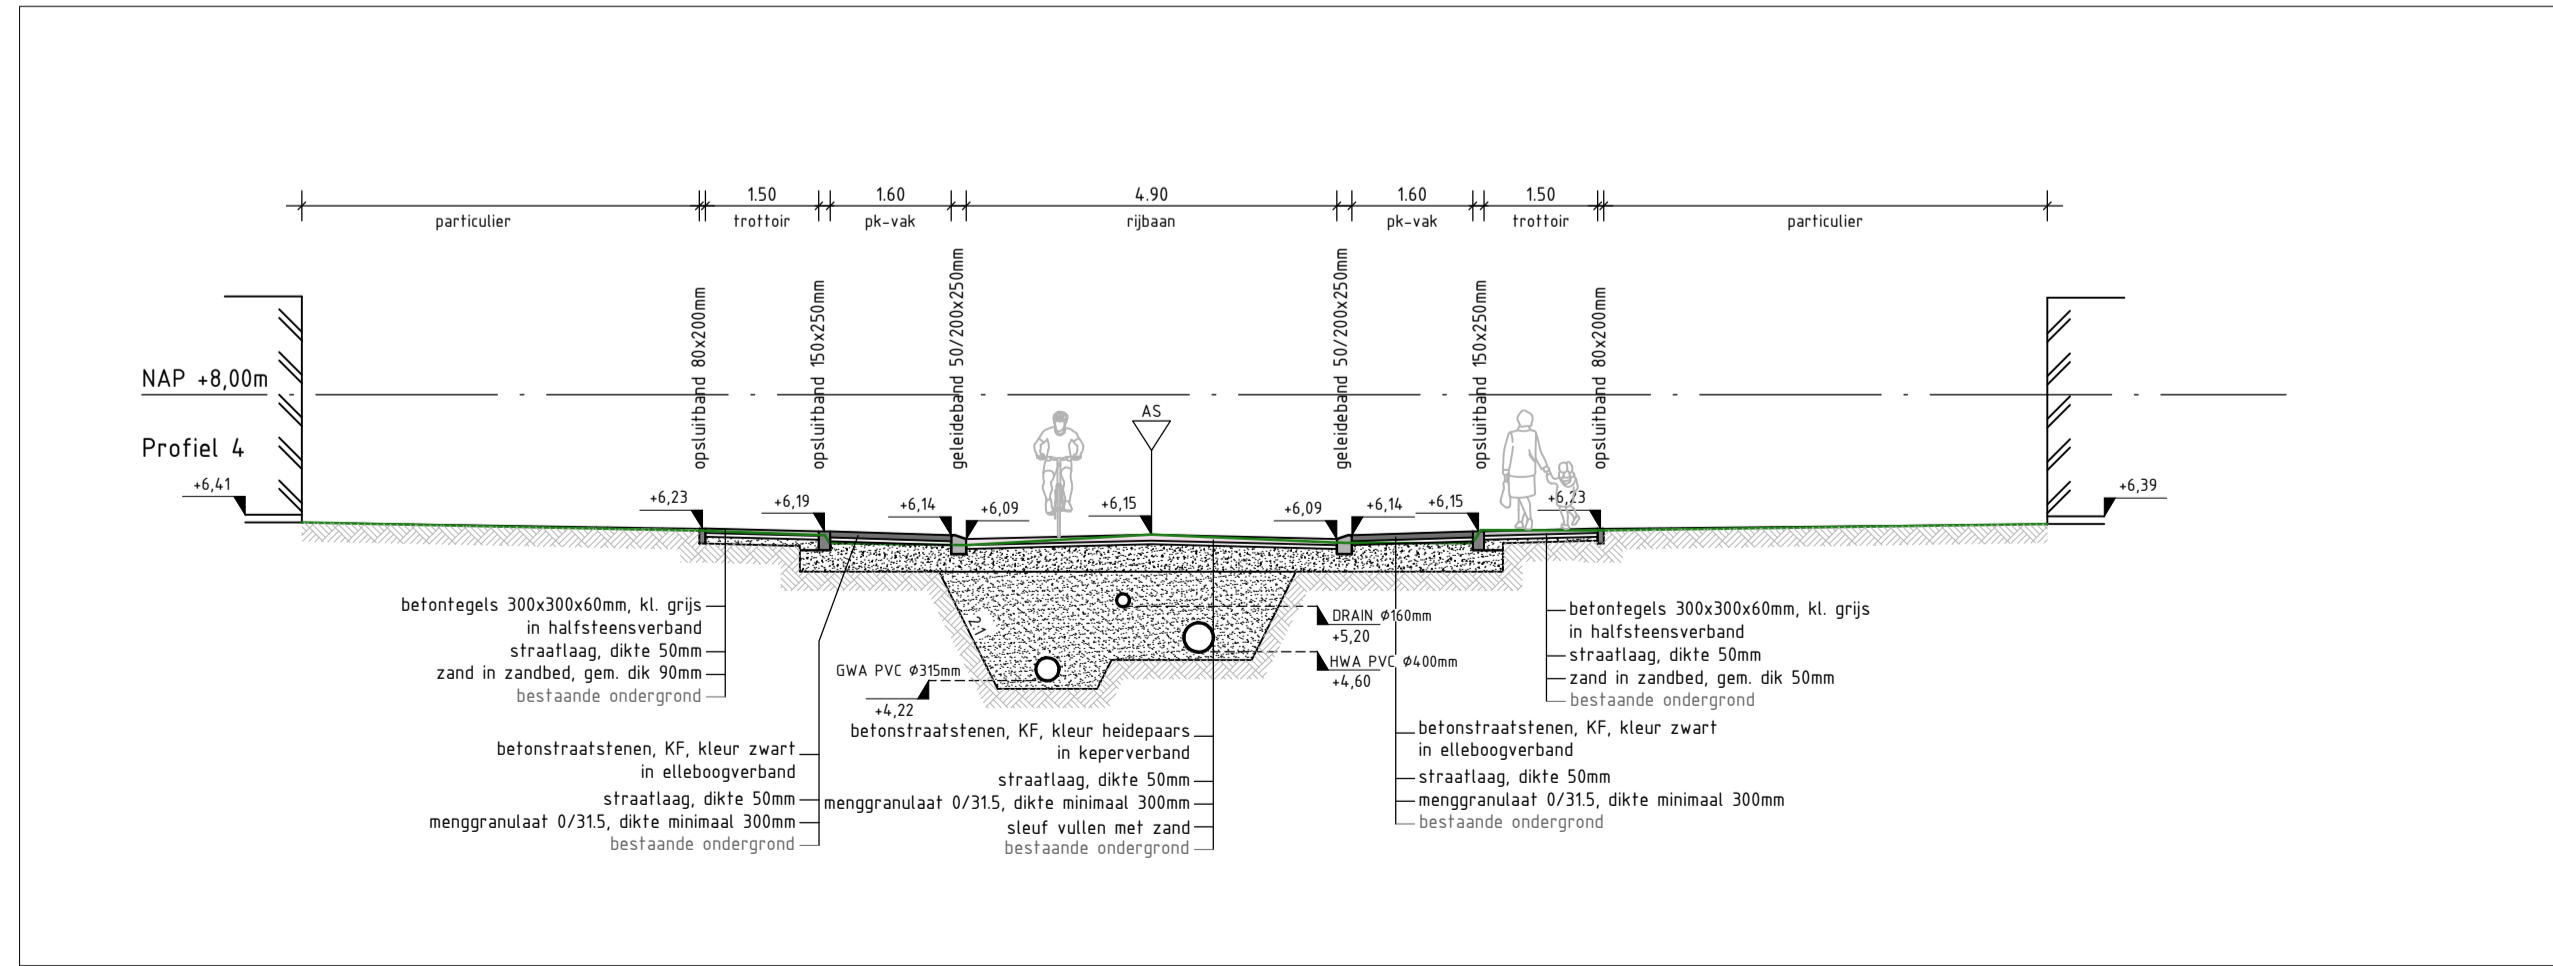 1.50
1.60
4.90
1.60
1.50
particulier
trottoir
pk-vak
rijbaan
pk-vak
trottoir
particulier
opsluitband 80x200mm
opsluitband 150x250mm
geleideband 50/200x250mm
geleideband 50/200x250mm
opsluitband 150x250mm
opsluitband 80x200mm
NAP +8,00m
AS
Profiel 4
+6,41
+6,23
+6,19
+6,14
+6,09
+6,15
+6,09
+6,14
+6,15
+6,23
+6,39
2:1
DRAIN Ø160mm
+5,20
HWA PVC Ø400mm
+4,60
GWA PVC Ø315mm
+4,22
betontegels 300x300x60mm, kl. grijs
in halfsteensverband
straatlaag, dikte 50mm
zand in zandbed, gem. dik 90mm
bestaande ondergrond
betonstraatstenen, KF, kleur zwart
in elleboogverband
straatlaag, dikte 50mm
menggranulaat 0/31.5, dikte minimaal 300mm
bestaande ondergrond
betonstraatstenen, KF, kleur heidepaars
in keperverband
straatlaag, dikte 50mm
menggranulaat 0/31.5, dikte minimaal 300mm
sleuf vullen met zand
bestaande ondergrond
betontegels 300x300x60mm, kl. grijs
in halfsteensverband
straatlaag, dikte 50mm
zand in zandbed, gem. dik 50mm
bestaande ondergrond
betonstraatstenen, KF, kleur zwart
in elleboogverband
straatlaag, dikte 50mm
menggranulaat 0/31.5, dikte minimaal 300mm
bestaande ondergrond